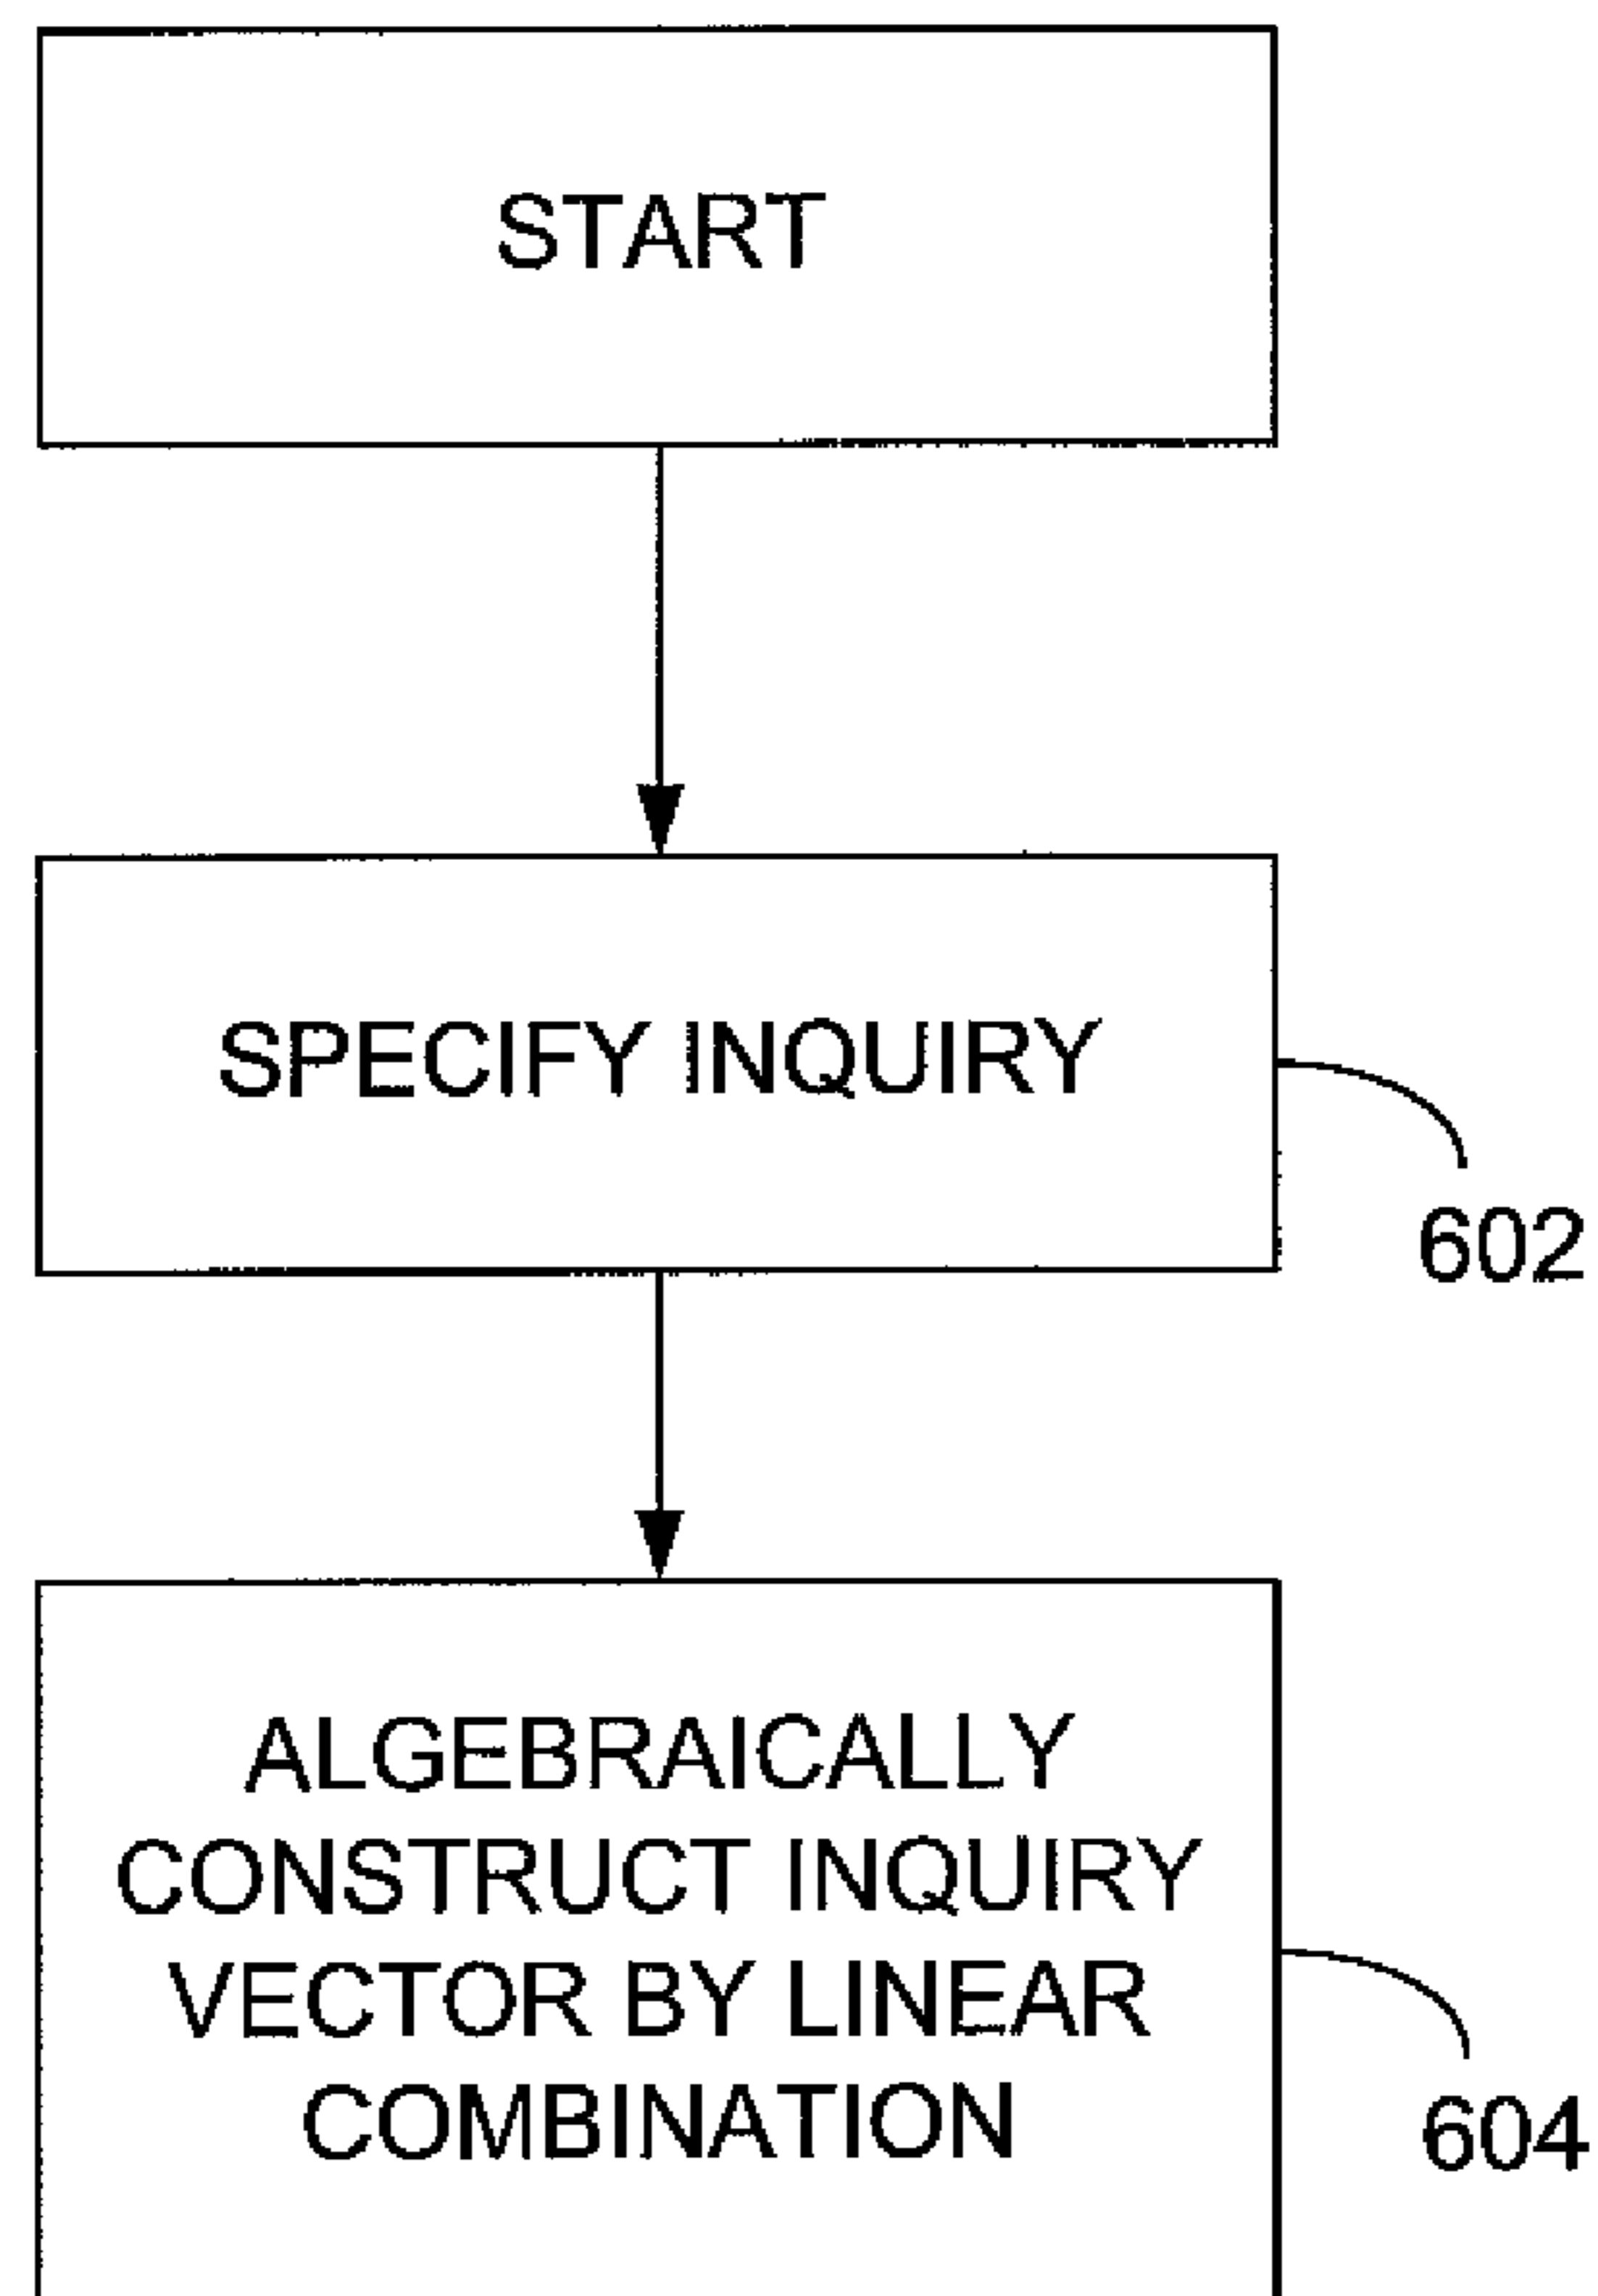 START
SPECIFY INQUIRY
602
ALGEBRAICALLY
CONSTRUCT INQUIRY
VECTOR BY LINEAR
COMBINATION
604